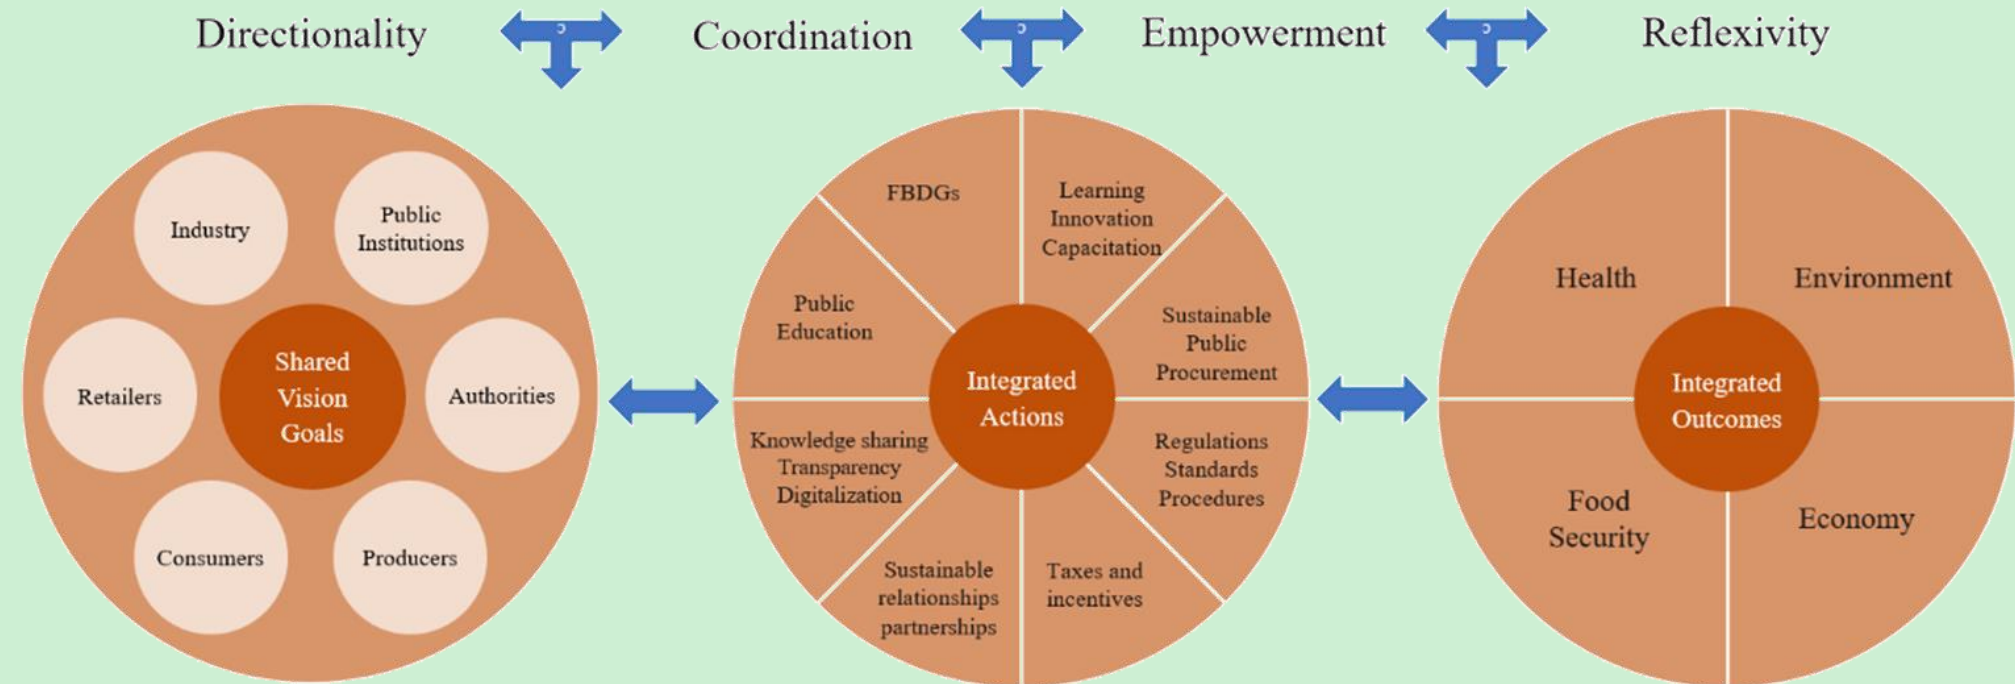 Directionality
Coordination
Empowerment
Reflexivity
Industry
Public
Institutions
Retailers
Shared
Vision
Goals
Authorities
Consumers
Producers
FBDGs
Learning
Innovation
Capacitation
Public
Education
Sustainable
Public
Procurement
Integrated
Actions
Knowledge sharing
Transparency
Digitalization
Regulations
Standards
Procedures
Sustainable
relationships
partnerships
Taxes and
incentives
Health
Environment
Integrated
Outcomes
Food
Security
Economy